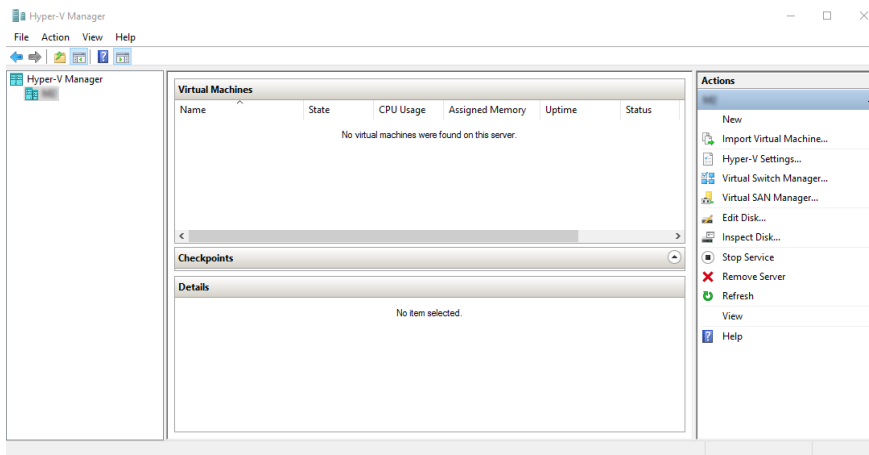 Hyper-V Manager
File Action View Help
Hyper-V Manager
Virtual Machines
Name State CPU Usage Assigned Memory Uptime Status
No virtual machines were found on this server.
Checkpoints
Details
No item selected.
Actions
New
Import Virtual Machine...
Hyper-V Settings...
Virtual Switch Manager...
Virtual SAN Manager...
Edit Disk...
Inspect Disk...
Stop Service
Remove Server
Refresh
View
Help